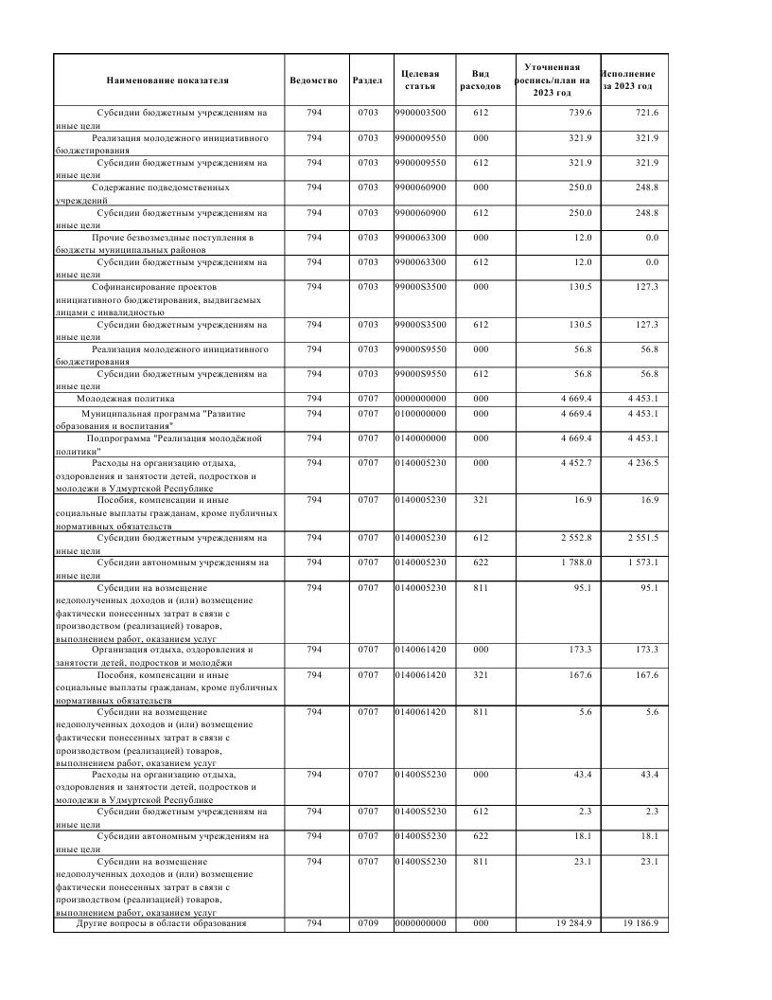 Наименование показателя Ведомство Раздел Целевая статья Вид расходов Уточненная роспись/план на 2023 год Исполнение за 2023 год
Субсидии бюджетным учреждениям на 794 0703 9900003500 612 739.6 721.6
иные цели
Реализация молодежного инициативного 794 0703 9900009550 000 321.9 321.9
бюджетирования
Субсидии бюджетным учреждениям на 794 0703 9900009550 612 321.9 321.9
иные цели
Содержание подведомственных 794 0703 9900060900 000 250.0 248.8
учреждений
Субсидии бюджетным учреждениям на 794 0703 9900060900 612 250.0 248.8
иные цели
Прочие безвозмездные поступления в 794 0703 9900063300 000 12.0 0.0
бюджеты муниципальных районов
Субсидии бюджетным учреждениям на 794 0703 9900063300 612 12.0 0.0
иные цели
Софинансирование проектов 794 0703 99000S3500 000 130.5 127.3
инициативного бюджетирования, выдвигаемых
лицами с инвалидностью
Субсидии бюджетным учреждениям на 794 0703 99000S3500 612 130.5 127.3
иные цели
Реализация молодежного инициативного 794 0703 99000S9550 000 56.8 56.8
бюджетирования
Субсидии бюджетным учреждениям на 794 0703 99000S9550 612 56.8 56.8
иные цели
Молодежная политика 794 0707 0000000000 000 4 669.4 4 453.1
Муниципальная программа "Развитие 794 0707 0100000000 000 4 669.4 4 453.1
образования и воспитания"
Подпрограмма "Реализация молодёжной 794 0707 0140000000 000 4 669.4 4 453.1
политики"
Расходы на организацию отдыха, 794 0707 0140005230 000 4 452.7 4 236.5
оздоровления и занятости детей, подростков и
молодежи в Удмуртской Республике
Пособия, компенсации и иные 794 0707 0140005230 321 16.9 16.9
социальные выплаты гражданам, кроме публичных
нормативных обязательств
Субсидии бюджетным учреждениям на 794 0707 0140005230 612 2 552.8 2 551.5
иные цели
Субсидии автономным учреждениям на 794 0707 0140005230 622 1 788.0 1 573.1
иные цели
Субсидии на возмещение 794 0707 0140005230 811 95.1 95.1
недополученных доходов и (или) возмещение
фактически понесенных затрат в связи с
производством (реализацией) товаров,
выполнением работ, оказанием услуг
Организация отдыха, оздоровления и 794 0707 0140061420 000 173.3 173.3
занятости детей, подростков и молодёжи
Пособия, компенсации и иные 794 0707 0140061420 321 167.6 167.6
социальные выплаты гражданам, кроме публичных
нормативных обязательств
Субсидии на возмещение 794 0707 0140061420 811 5.6 5.6
недополученных доходов и (или) возмещение
фактически понесенных затрат в связи с
производством (реализацией) товаров,
выполнением работ, оказанием услуг
Расходы на организацию отдыха, 794 0707 01400S5230 000 43.4 43.4
оздоровления и занятости детей, подростков и
молодежи в Удмуртской Республике
Субсидии бюджетным учреждениям на 794 0707 01400S5230 612 2.3 2.3
иные цели
Субсидии автономным учреждениям на 794 0707 01400S5230 622 18.1 18.1
иные цели
Субсидии на возмещение 794 0707 01400S5230 811 23.1 23.1
недополученных доходов и (или) возмещение
фактически понесенных затрат в связи с
производством (реализацией) товаров,
выполнением работ, оказанием услуг
Другие вопросы в области образования 794 0709 0000000000 000 19 284.9 19 186.9